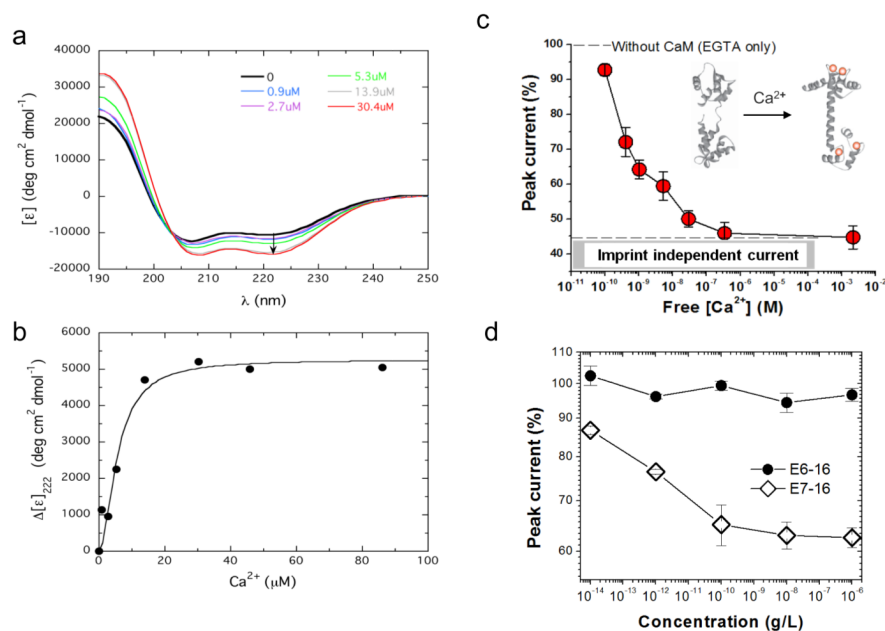 a
[ε] (deg cm² dmol⁻¹)
40000
30000
20000
10000
0
-10000
-20000
0
0.9uM
2.7uM
5.3uM
13.9uM
30.4uM
190
200
210
220
230
240
250
λ (nm)
b
Δ[ε]₂₂₂ (deg cm² dmol⁻¹)
6000
5000
4000
3000
2000
1000
0
0
20
40
60
80
100
Ca²⁺ (μM)
c
Peak current (%)
100
90
80
70
60
50
40
Without CaM (EGTA only)
Ca²⁺
Imprint independent current
10⁻¹¹
10⁻¹⁰
10⁻⁹
10⁻⁸
10⁻⁷
10⁻⁶
10⁻⁵
10⁻⁴
10⁻³
10⁻²
10⁻¹
Free [Ca²⁺] (M)
d
Peak current (%)
110
100
90
80
70
60
E6-16
E7-16
10⁻¹⁴
10⁻¹³
10⁻¹²
10⁻¹¹
10⁻¹⁰
10⁻⁹
10⁻⁸
10⁻⁷
10⁻⁶
Concentration (g/L)